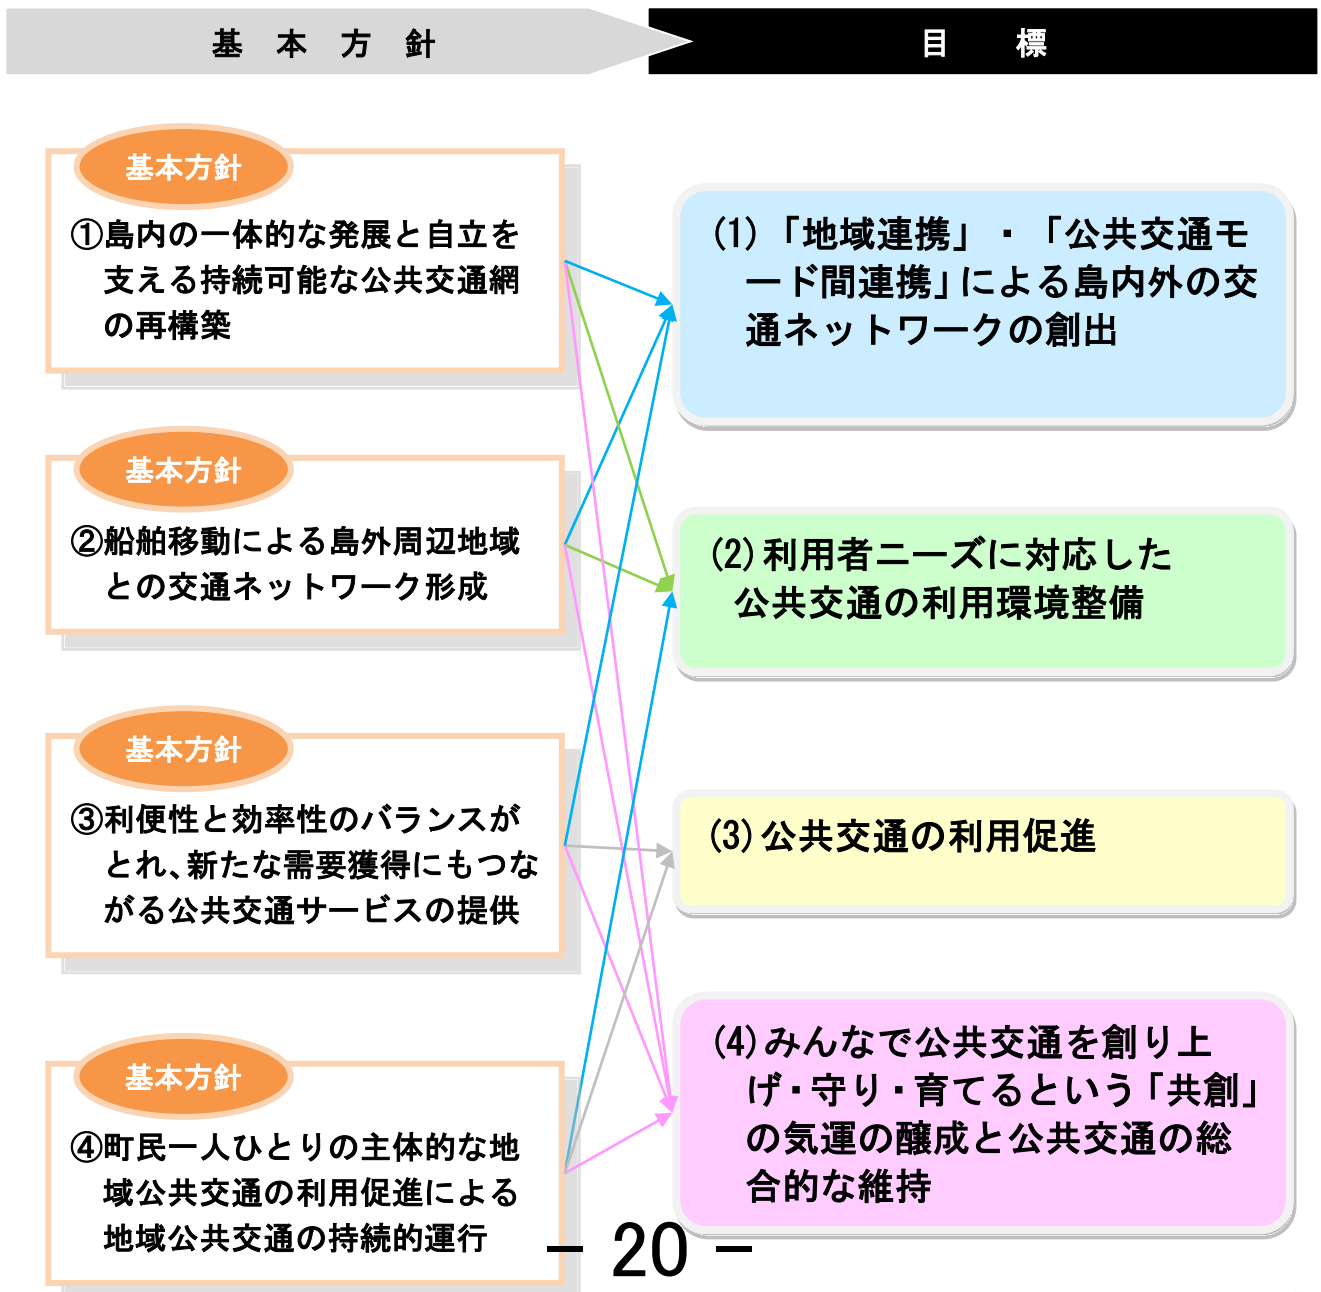 基本方針
目標
基本方針
①島内の一体的な発展と自立を
支える持続可能な公共交通網
の再構築
基本方針
②船舶移動による島外周辺地域
との交通ネットワーク形成
基本方針
③利便性と効率性のバランスが
とれ、新たな需要獲得にもつな
がる公共交通サービスの提供
基本方針
④町民一人ひとりの主体的な地
域公共交通の利用促進による
地域公共交通の持続的運行
(1)「地域連携」・「公共交通モ
ード間連携」による島内外の交
通ネットワークの創出
(2)利用者ニーズに対応した
公共交通の利用環境整備
(3)公共交通の利用促進
(4)みんなで公共交通を創り上
げ・守り・育てるという「共創」
の気運の醸成と公共交通の総
合的な維持
－ 20 －